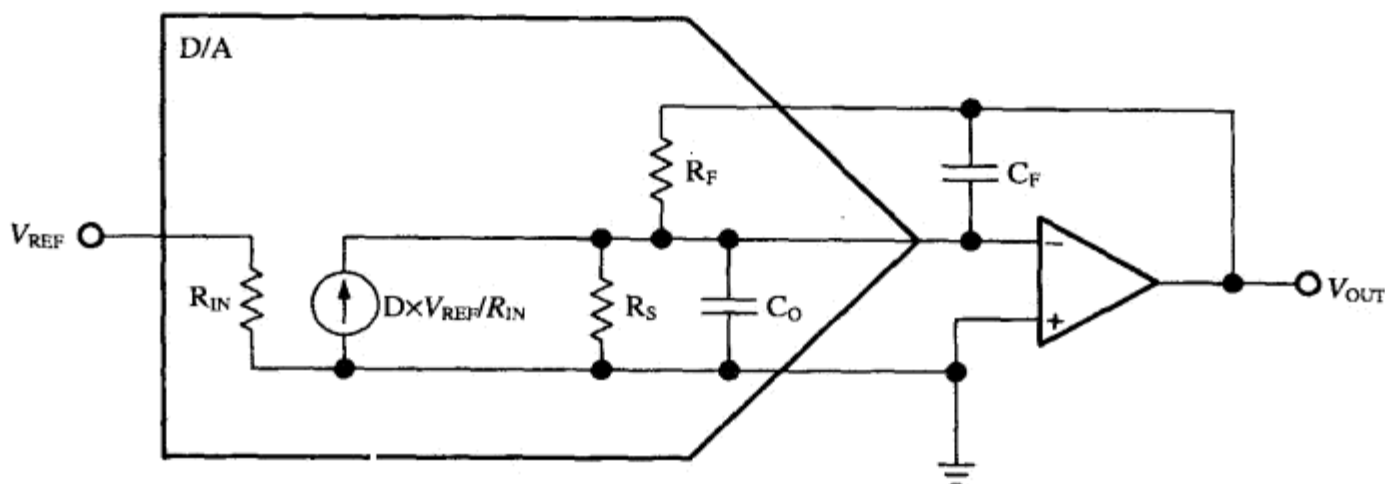 D/A
R_F
C_F
V_REF
R_IN
D×V_REF/R_IN
R_S
C_O
−
+
V_OUT